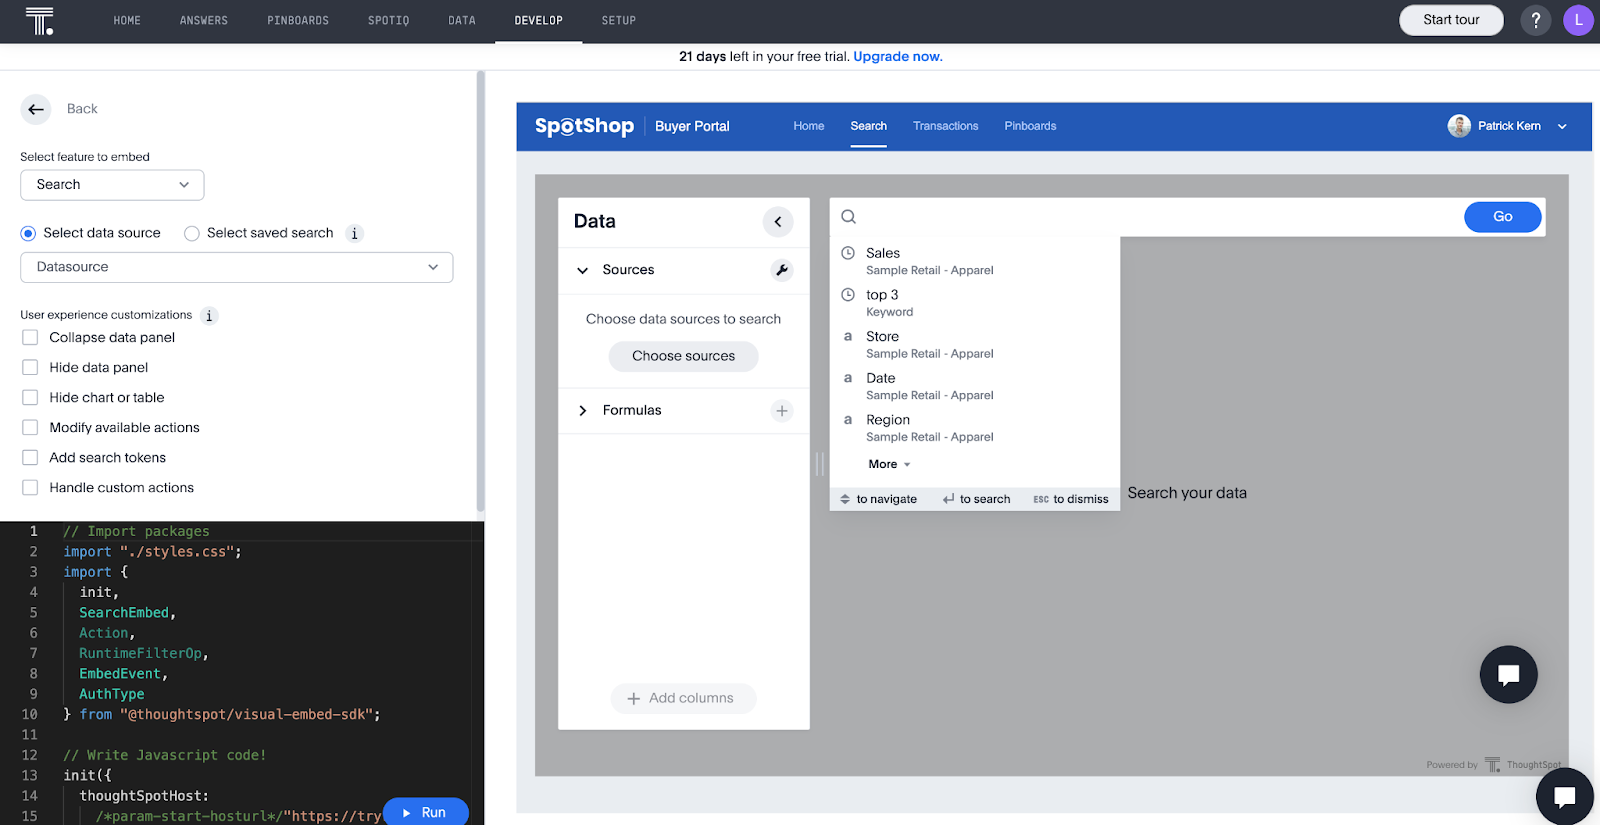 HOME ANSWERS PINBOARDS SPOTIQ DATA DEVELOP SETUP Start tour ? L
21 days left in your free trial. Upgrade now.
Back
Select feature to embed
Search
Select data source Select saved search i
Datasource
User experience customizations i
Collapse data panel
Hide data panel
Hide chart or table
Modify available actions
Add search tokens
Handle custom actions
1 // Import packages
2 import "./styles.css";
3 import {
4 init,
5 SearchEmbed,
6 Action,
7 RuntimeFilterOp,
8 EmbedEvent,
9 AuthType
10 } from "@thoughtspot/visual-embed-sdk";
11
12 // Write Javascript code!
13 init({
14 thoughtSpotHost:
15 /*param-start-hosturl*/"https://try
Run
SpotShop Buyer Portal Home Search Transactions Pinboards Patrick Kern
Data
Sources
Choose data sources to search
Choose sources
Formulas
Add columns
Go
Sales
Sample Retail - Apparel
top 3
Keyword
a Store
Sample Retail - Apparel
a Date
Sample Retail - Apparel
a Region
Sample Retail - Apparel
More
to navigate to search ESC to dismiss
Search your data
Powered by ThoughtSpot